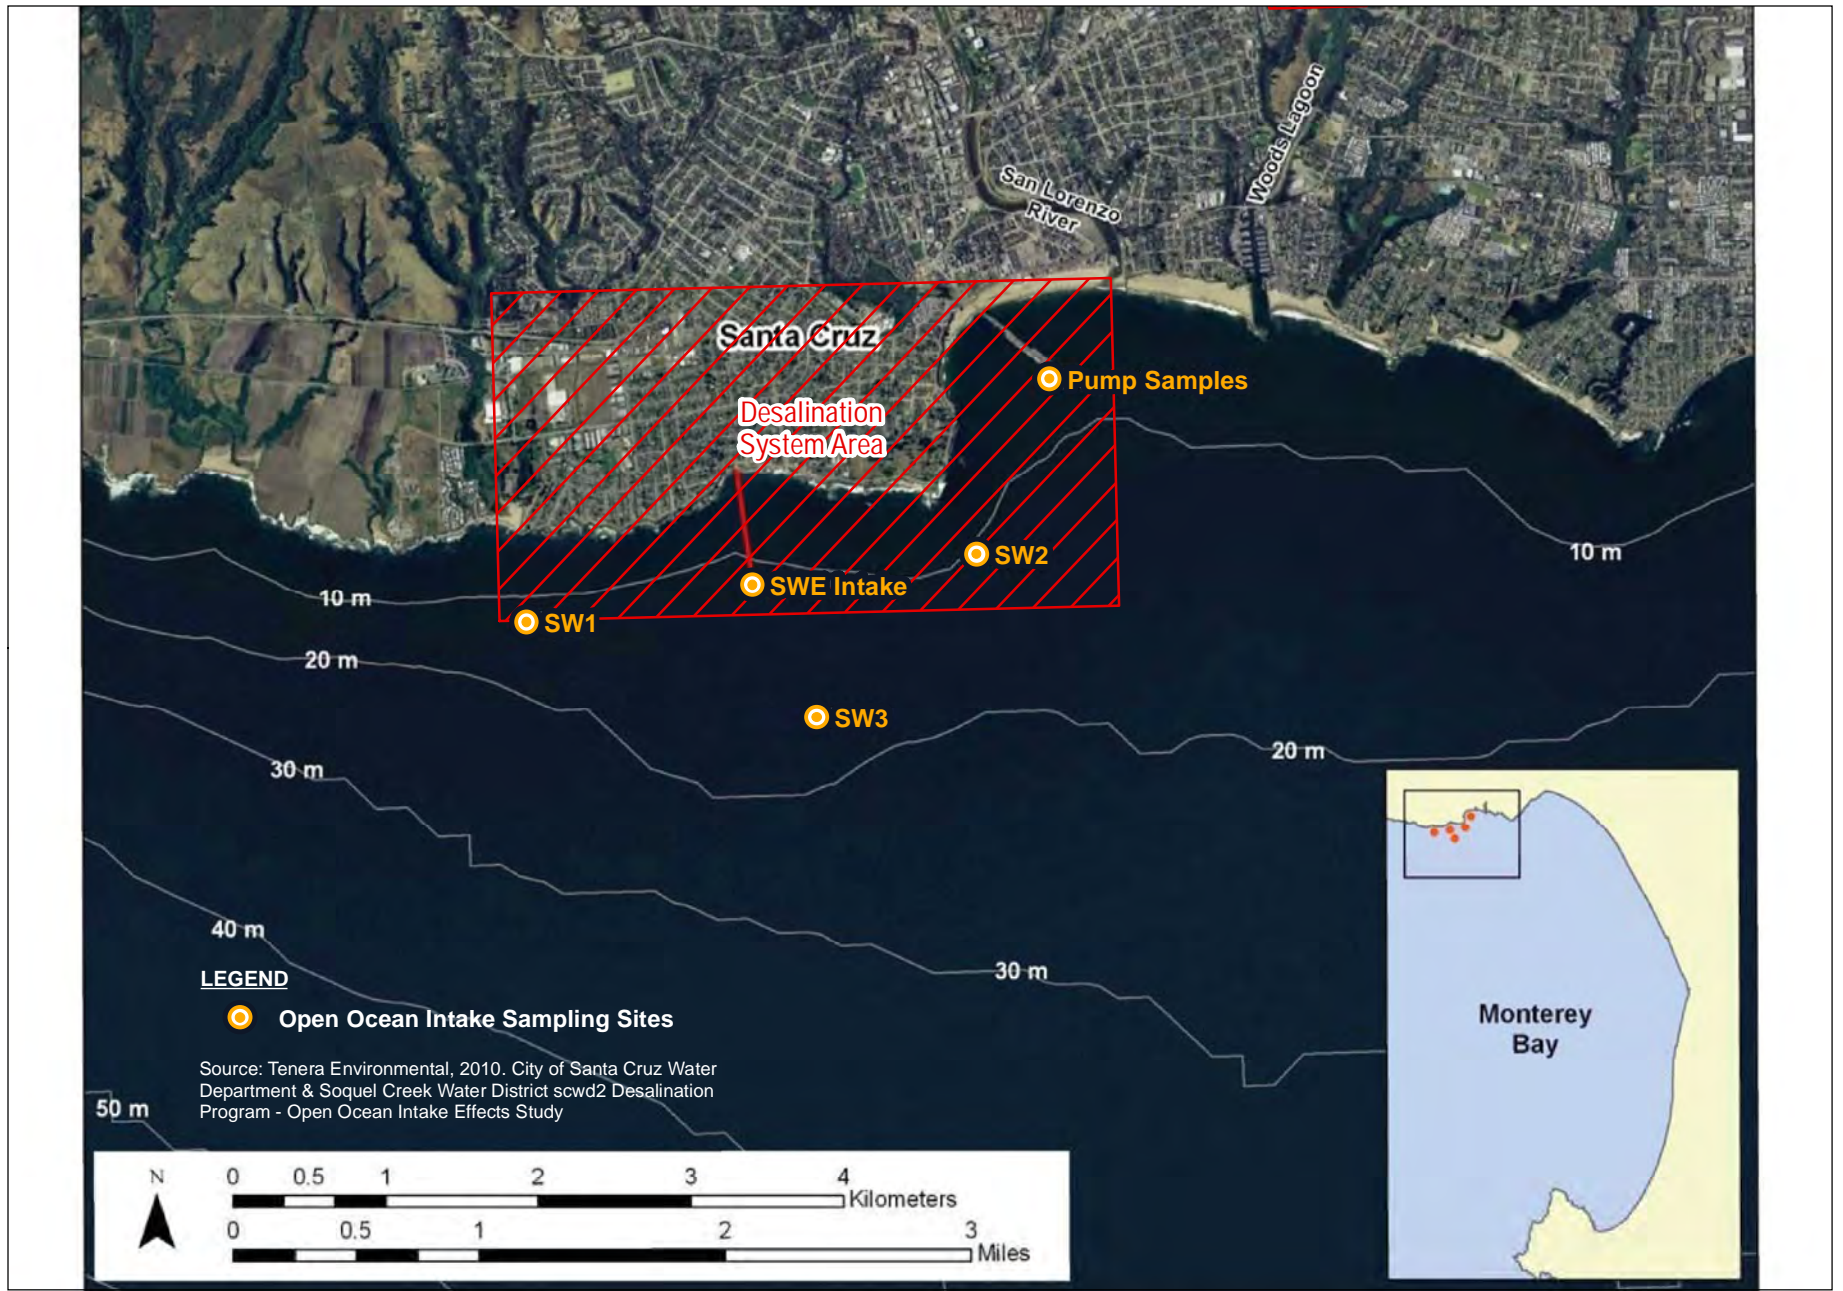 Woods Lagoon
San Lorenzo
River
Santa Cruz
Pump Samples
Desalination
System Area
10 m
SW2
SWE Intake
10 m
SW1
20 m
SW3
20 m
30 m
40 m
30 m
LEGEND
Open Ocean Intake Sampling Sites
Source: Tenera Environmental, 2010. City of Santa Cruz Water
Department & Soquel Creek Water District scwd2 Desalination
Program - Open Ocean Intake Effects Study
50 m
Monterey
Bay
N
0 0.5 1 2 3 4
Kilometers
0 0.5 1 2 3
Miles